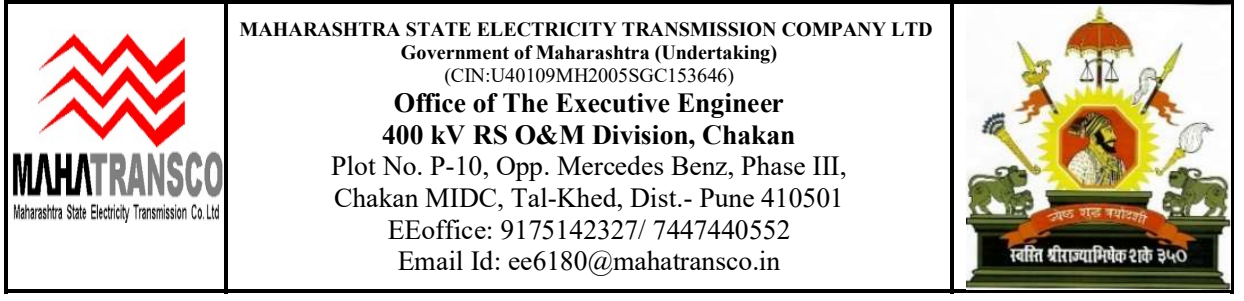 MAHATRANSCO
Maharashtra State Electricity Transmission Co. Ltd
MAHARASHTRA STATE ELECTRICITY TRANSMISSION COMPANY LTD
Government of Maharashtra (Undertaking)
(CIN:U40109MH2005SGC153646)
Office of The Executive Engineer
400 kV RS O&M Division, Chakan
Plot No. P-10, Opp. Mercedes Benz, Phase III,
Chakan MIDC, Tal-Khed, Dist.- Pune 410501
EEoffice: 9175142327/ 7447440552
Email Id: ee6180@mahatransco.in
ज्येष्ठ शुद्ध त्रयोदशी
स्वस्ति श्रीराज्याभिषेक शके ३५०